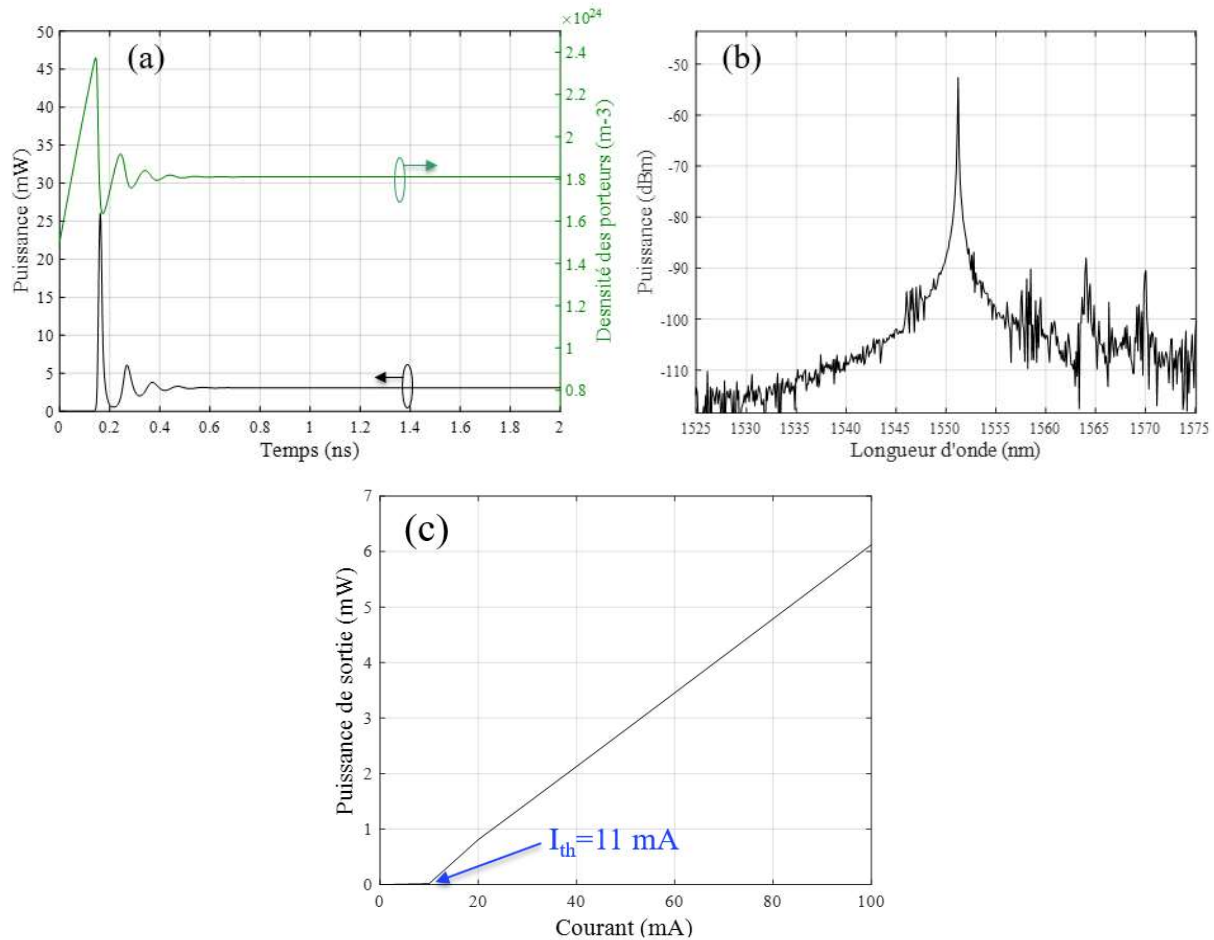 (a)
×10^24
Puissance (mW)
50
45
40
35
30
25
20
15
10
5
0
2.4
2.2
2
1.8
1.6
1.4
1.2
1
0.8
Desnsité des porteurs (m-3)
0 0.2 0.4 0.6 0.8 1 1.2 1.4 1.6 1.8 2
Temps (ns)
(b)
Puissance (dBm)
-50
-60
-70
-80
-90
-100
-110
1525 1530 1535 1540 1545 1550 1555 1560 1565 1570 1575
Longueur d'onde (nm)
(c)
Puissance de sortie (mW)
7
6
5
4
3
2
1
0
I_th=11 mA
0 20 40 60 80 100
Courant (mA)